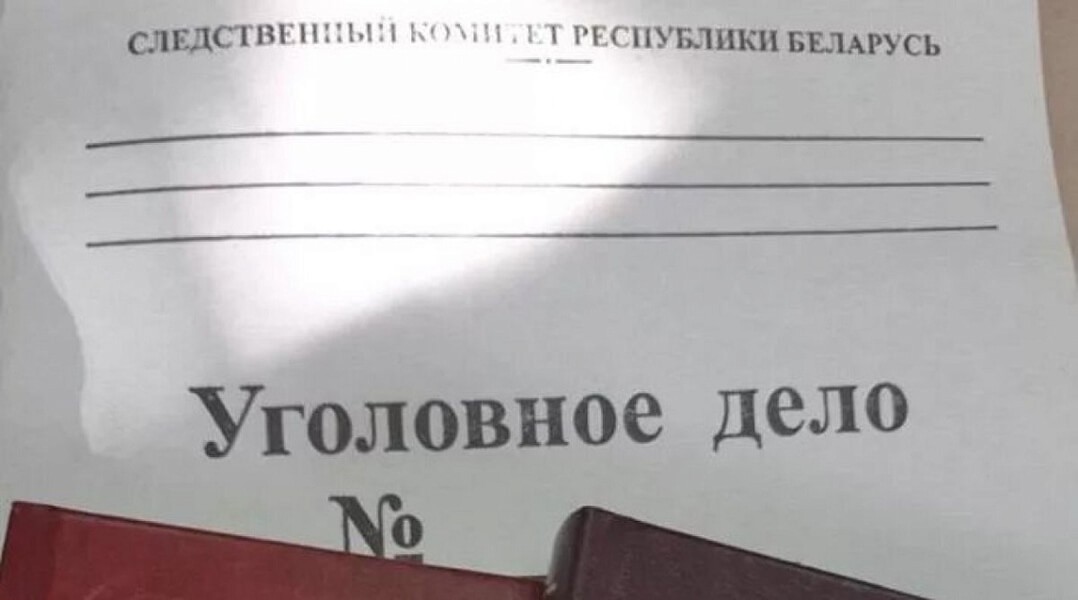 СЛЕДСТВЕННЫЙ КОМИТЕТ РЕСПУБЛИКИ БЕЛАРУСЬ
Уголовное дело
№